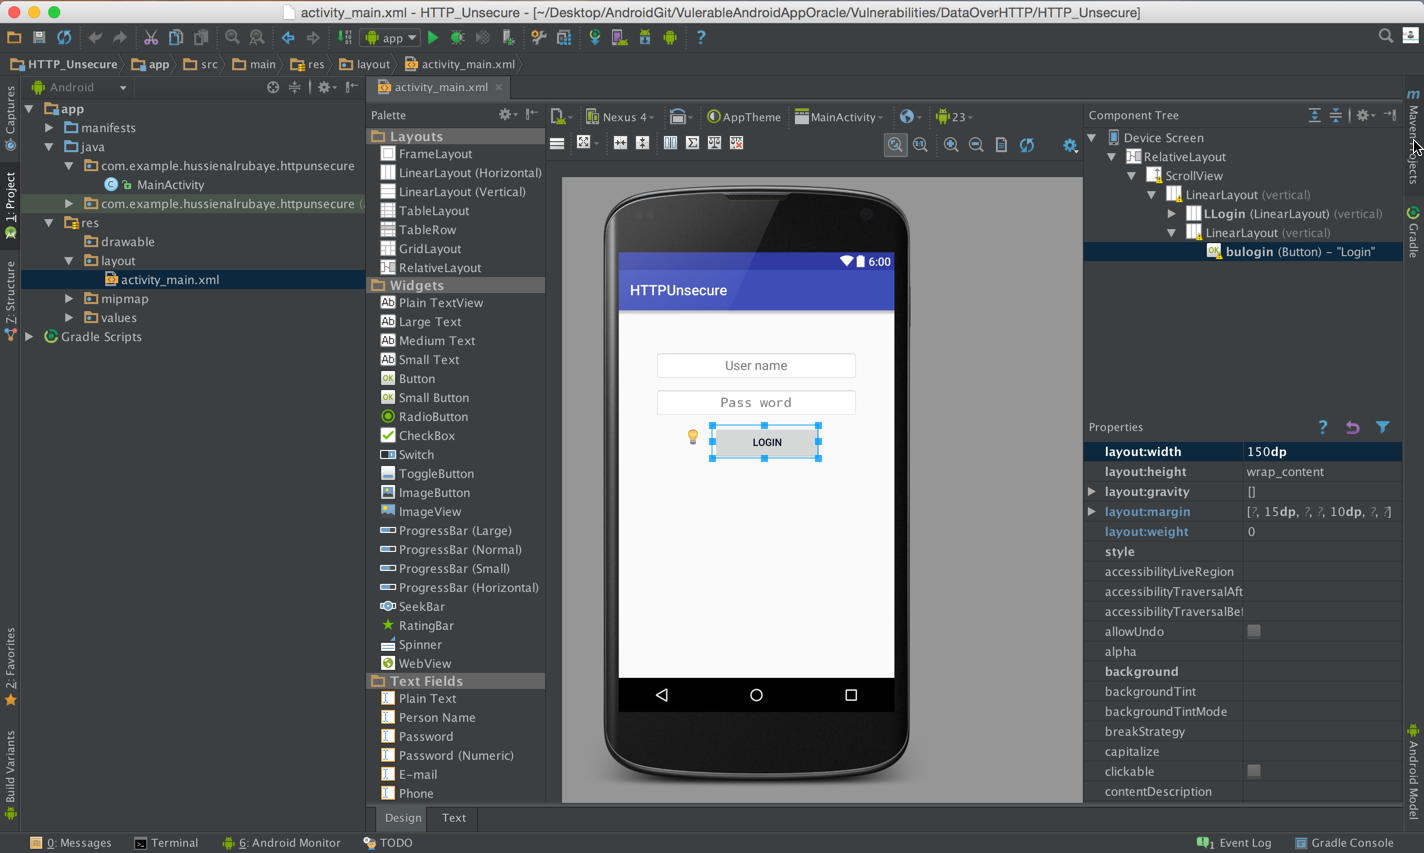 activity_main.xml - HTTP_Unsecure - [~/Desktop/AndroidGit/VulerableAndroidAppOracle/Vulnerabilities/DataOverHTTP/HTTP_Unsecure]
app
HTTP_Unsecure app src main res layout activity_main.xml
Captures
1: Project
Z: Structure
2: Favorites
Build Variants
Android
app
manifests
java
com.example.hussienalrubaye.httpunsecure
MainActivity
com.example.hussienalrubaye.httpunsecure
res
drawable
layout
activity_main.xml
mipmap
values
Gradle Scripts
activity_main.xml
Palette
Layouts
FrameLayout
LinearLayout (Horizontal)
LinearLayout (Vertical)
TableLayout
TableRow
GridLayout
RelativeLayout
Widgets
Ab Plain TextView
Ab Large Text
Ab Medium Text
Ab Small Text
OK Button
OK Small Button
RadioButton
CheckBox
Switch
ToggleButton
ImageButton
ImageView
ProgressBar (Large)
ProgressBar (Normal)
ProgressBar (Small)
ProgressBar (Horizontal)
SeekBar
RatingBar
Spinner
WebView
Text Fields
Plain Text
Person Name
Password
Password (Numeric)
E-mail
Phone
Nexus 4 AppTheme MainActivity 23
6:00
HTTPUnsecure
User name
Pass word
LOGIN
Design Text
Component Tree
Device Screen
RelativeLayout
ScrollView
LinearLayout (vertical)
LLogin (LinearLayout) (vertical)
LinearLayout (vertical)
OK bulogin (Button) - "Login"
Properties
layout:width 150dp
layout:height wrap_content
layout:gravity []
layout:margin [?, 15dp, ?, ?, 10dp, ?, ?]
layout:weight 0
style
accessibilityLiveRegion
accessibilityTraversalAft
accessibilityTraversalBef
allowUndo
alpha
background
backgroundTint
backgroundTintMode
breakStrategy
capitalize
clickable
contentDescription
Gradle
Android Model
0: Messages Terminal 6: Android Monitor TODO 1 Event Log Gradle Console